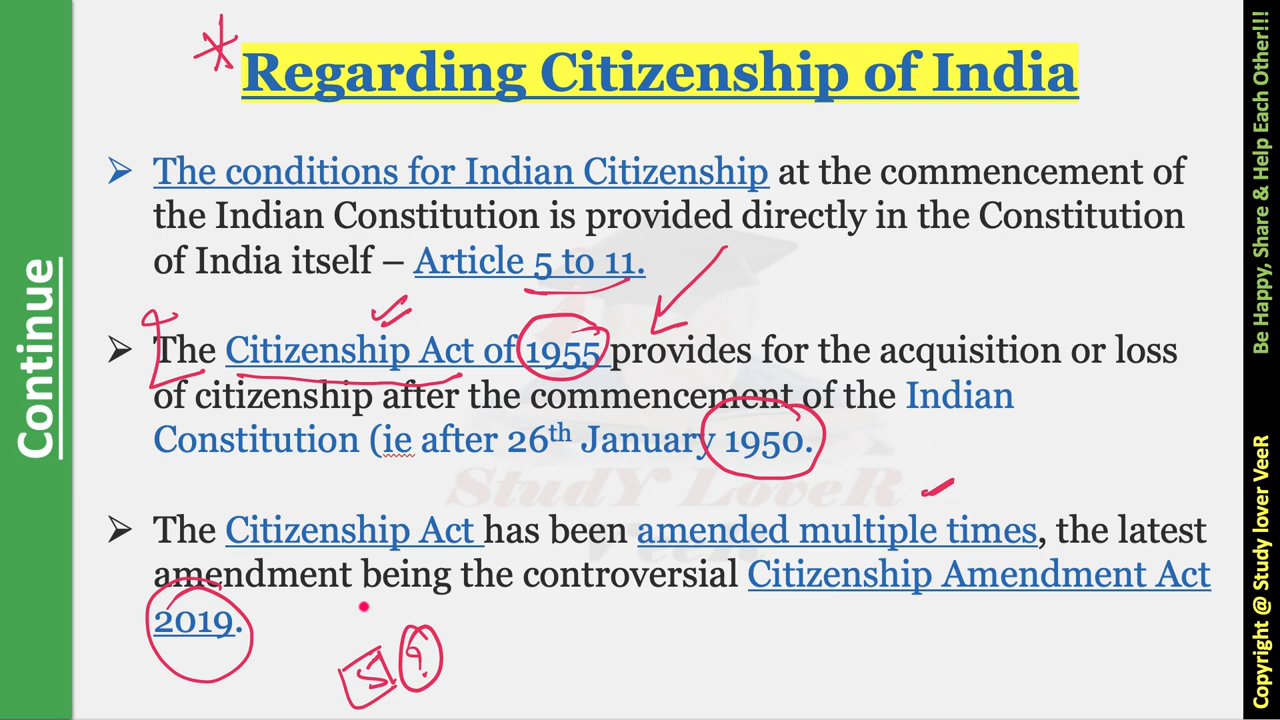 Regarding Citizenship of India
The conditions for Indian Citizenship at the commencement of
the Indian Constitution is provided directly in the Constitution
of India itself – Article 5 to 11.
The Citizenship Act of 1955 provides for the acquisition or loss
of citizenship after the commencement of the Indian
Constitution (ie after 26th January 1950.
The Citizenship Act has been amended multiple times, the latest
amendment being the controversial Citizenship Amendment Act
2019.
Continue
StudY LoveR
VeeR
Be Happy, Share & Help Each Other!!!
Copyright @ Study lover VeeR